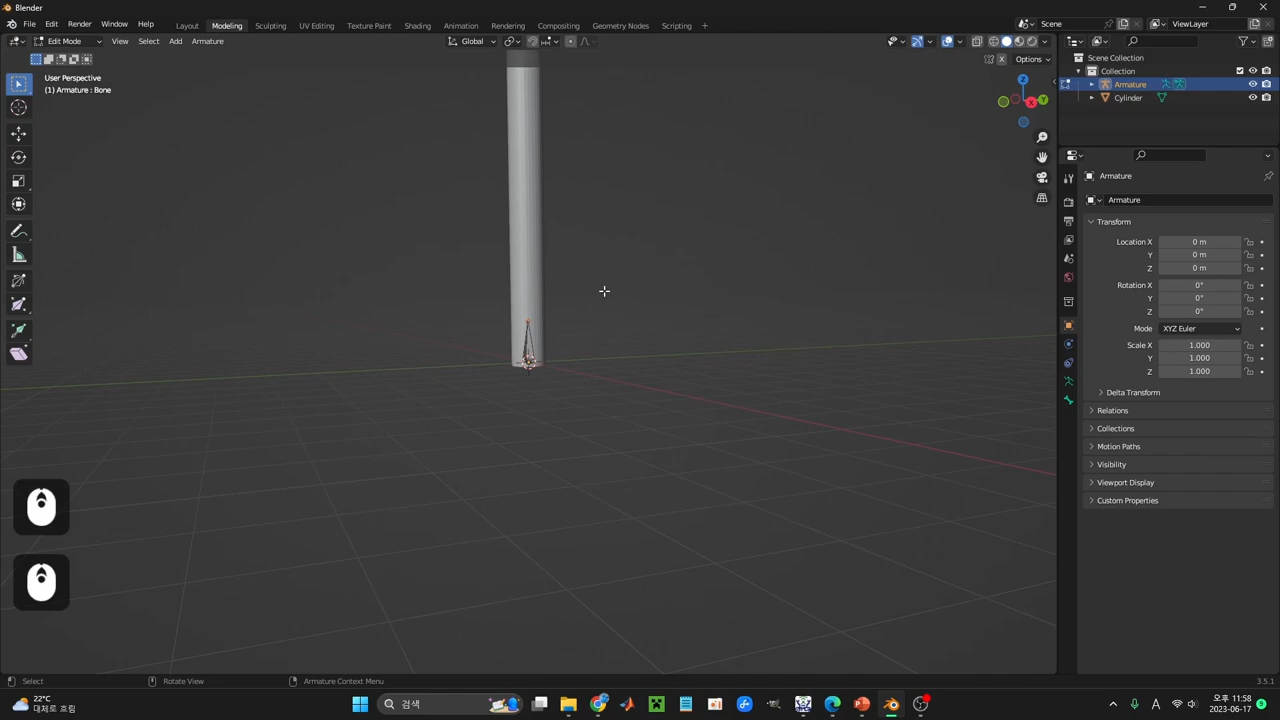 Blender
File Edit Render Window Help Layout Modeling Sculpting UV Editing Texture Paint Shading Animation Rendering Compositing Geometry Nodes Scripting + Scene ViewLayer
Edit Mode View Select Add Armature Global
Options X
User Perspective
(1) Armature : Bone
Z
Y
X
Scene Collection
Collection
Armature
Cylinder
Armature
Armature
Transform
Location X 0 m
Y 0 m
Z 0 m
Rotation X 0°
Y 0°
Z 0°
Mode XYZ Euler
Scale X 1.000
Y 1.000
Z 1.000
Delta Transform
Relations
Collections
Motion Paths
Visibility
Viewport Display
Custom Properties
Select Rotate View Armature Context Menu 3.5.1
22°C
대체로 흐림
검색
A
오후 11:58
2023-06-17